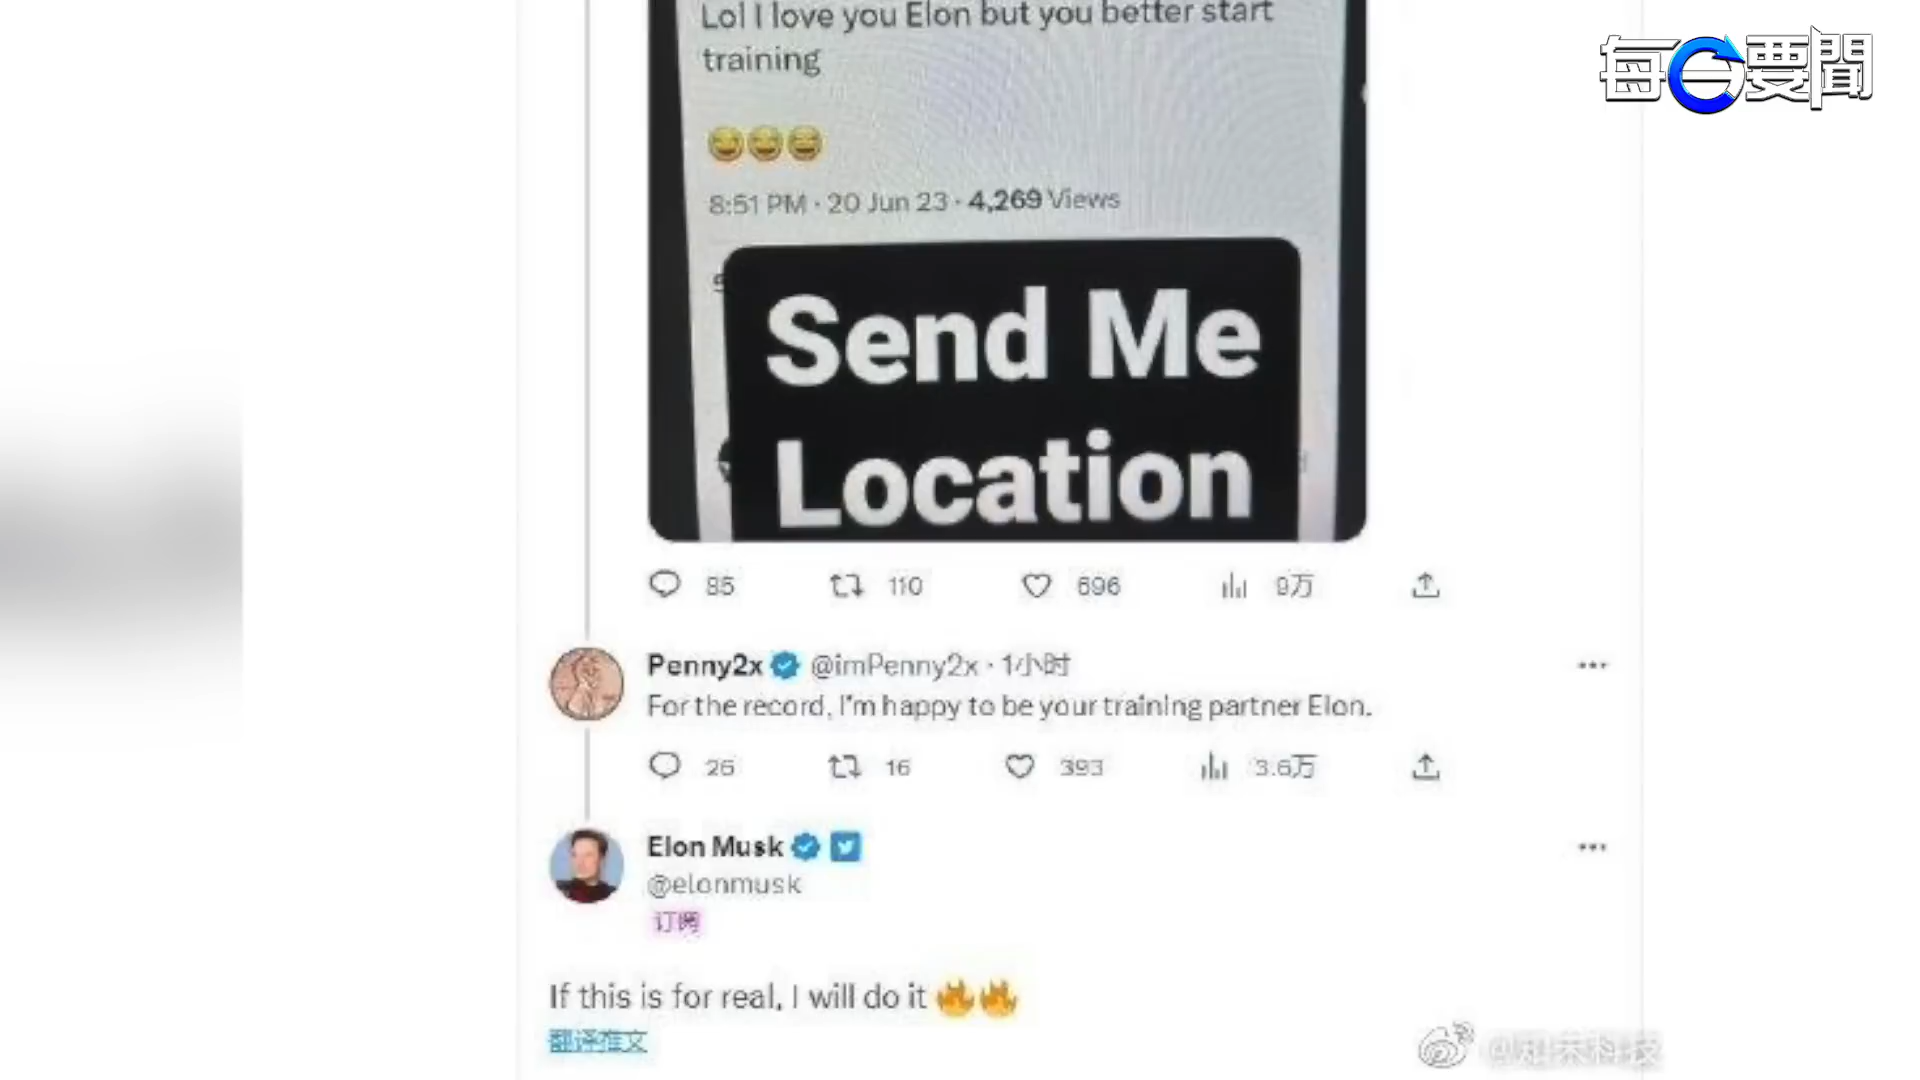 Lol I love you Elon but you better start
training
8:51 PM · 20 Jun 23 · 4,269 Views
Send Me
Location
每日要聞
85 110 696 9万
Penny2x @imPenny2x · 1小时
For the record, I'm happy to be your training partner Elon.
26 16 393 3.6万
Elon Musk
@elonmusk
订阅
If this is for real, I will do it
翻译推文